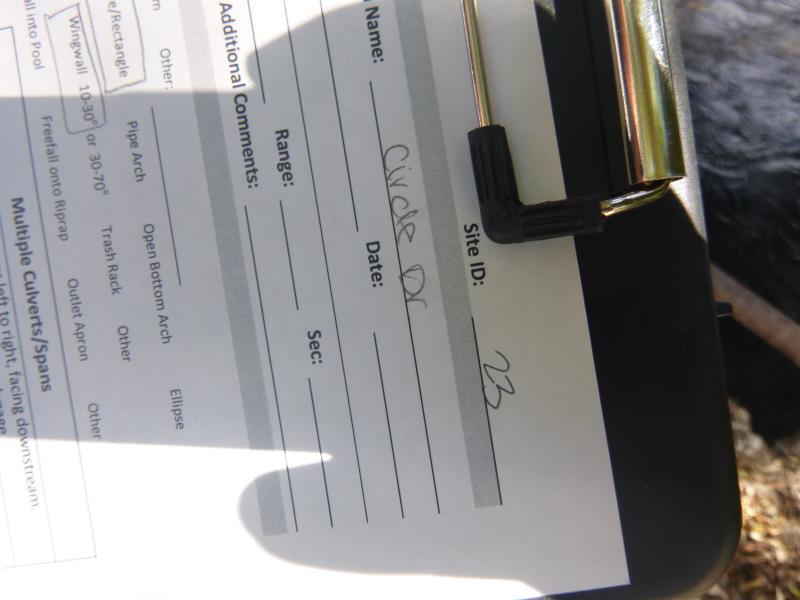 Site ID: 23
Name: Circle Dr
Date:
Range: Sec:
Additional Comments:
Other:
Pipe Arch Open Bottom Arch Ellipse
e/Rectangle
Wingwall 10-30° or 30-70° Trash Rack Other
all into Pool Freefall onto Riprap Outlet Apron Other
Multiple Culverts/Spans
left to right, facing downstream.